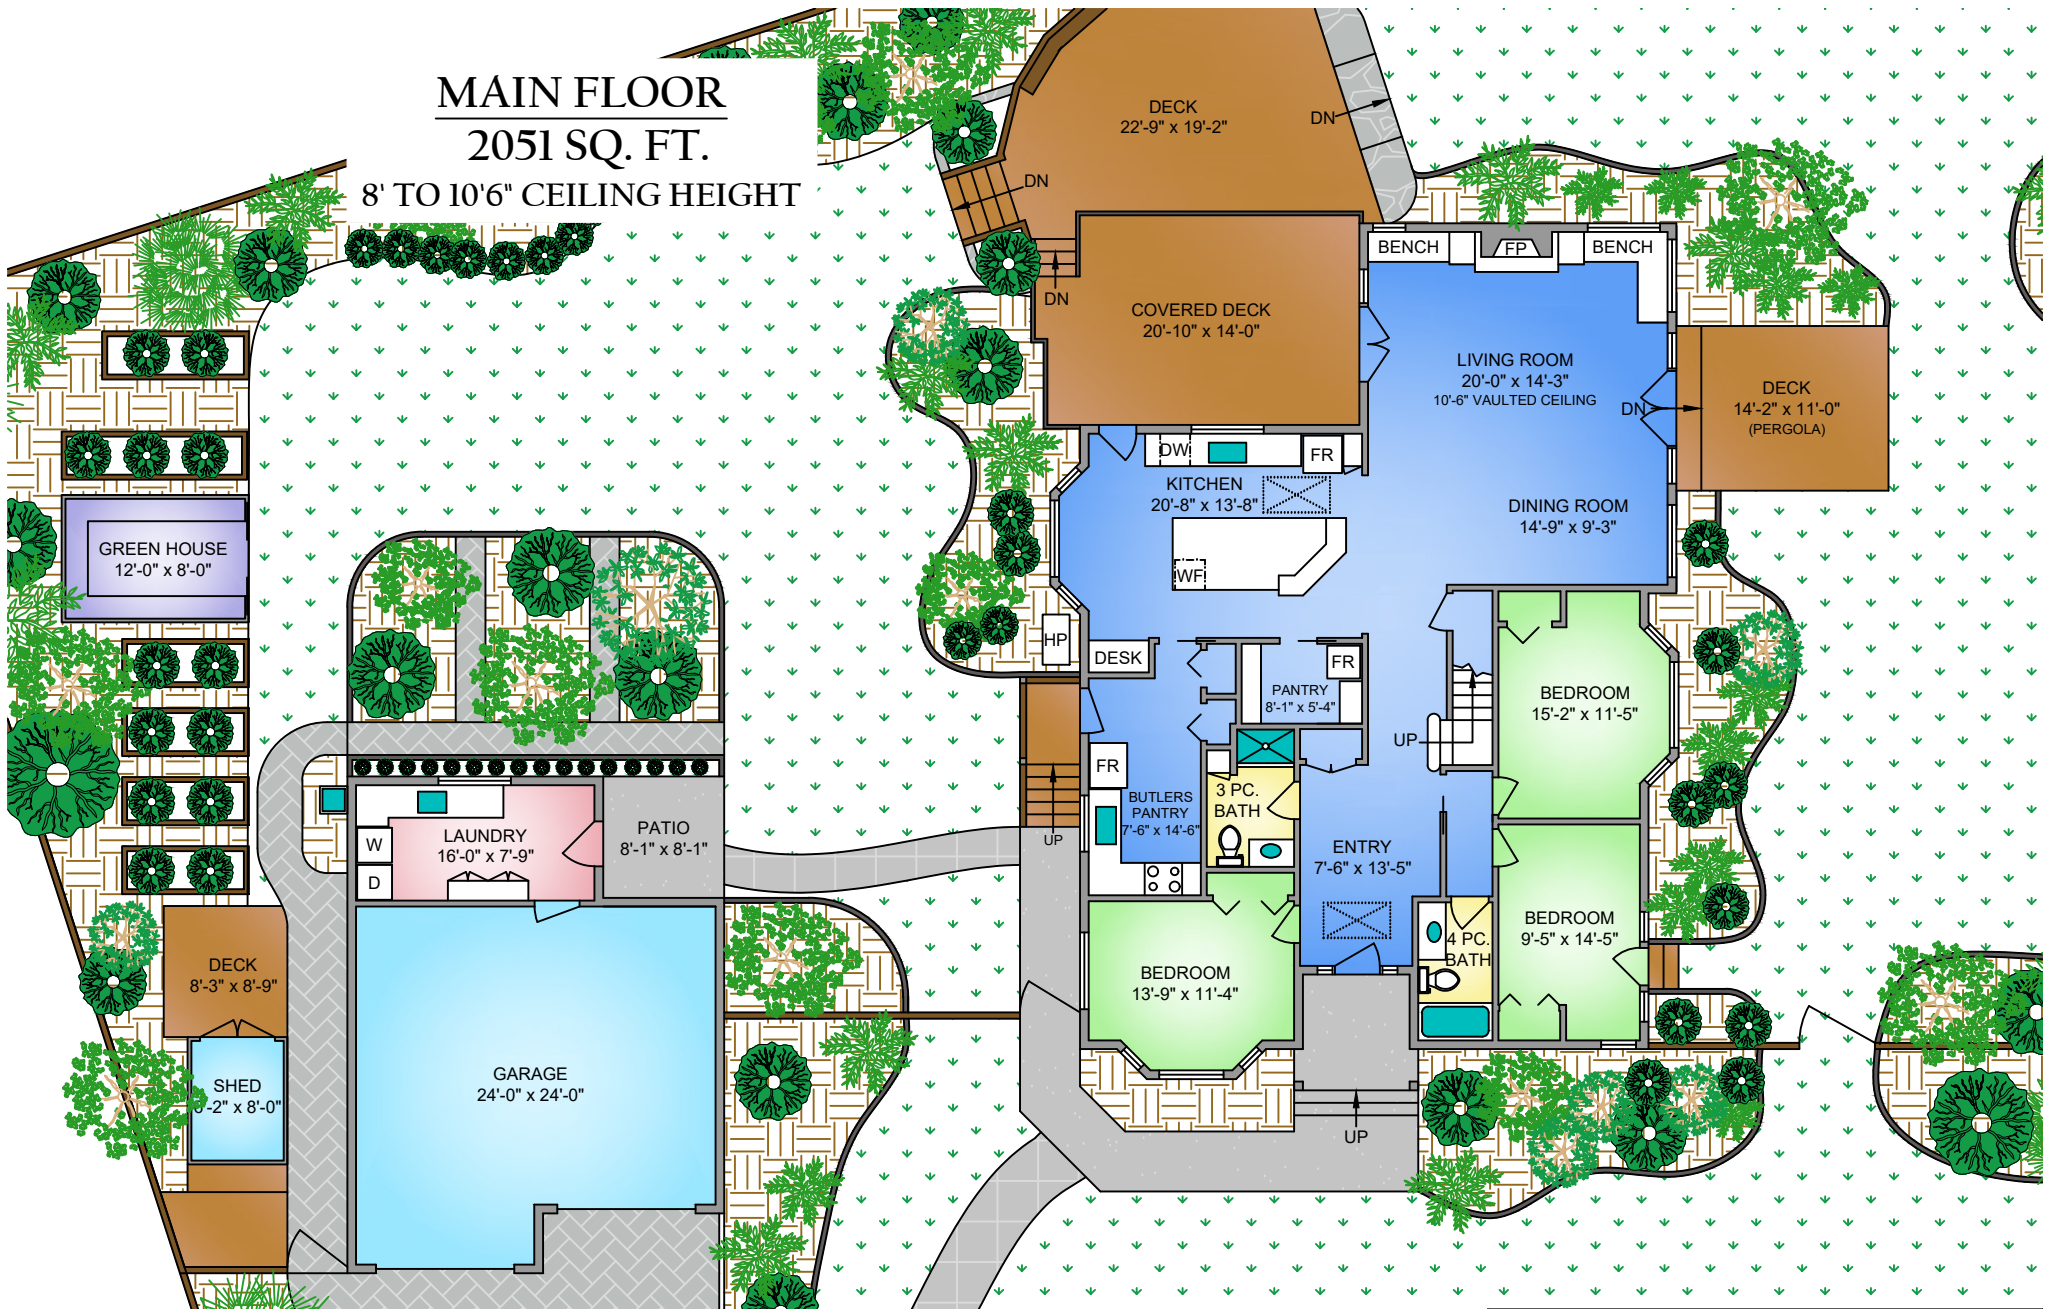 MAIN FLOOR
2051 SQ. FT.
8' TO 10'6" CEILING HEIGHT
DECK
22'-9" x 19'-2"
DN
DN
DN
COVERED DECK
20'-10" x 14'-0"
BENCH
FP
BENCH
LIVING ROOM
20'-0" x 14'-3"
10'-6" VAULTED CEILING
DN
DECK
14'-2" x 11'-0"
(PERGOLA)
DW
FR
KITCHEN
20'-8" x 13'-8"
WF
DINING ROOM
14'-9" x 9'-3"
GREEN HOUSE
12'-0" x 8'-0"
HP
DESK
FR
PANTRY
8'-1" x 5'-4"
BEDROOM
15'-2" x 11'-5"
UP
FR
BUTLERS
PANTRY
7'-6" x 14'-6"
3 PC.
BATH
ENTRY
7'-6" x 13'-5"
UP
LAUNDRY
16'-0" x 7'-9"
W
D
PATIO
8'-1" x 8'-1"
BEDROOM
9'-5" x 14'-5"
4 PC.
BATH
BEDROOM
13'-9" x 11'-4"
DECK
8'-3" x 8'-9"
SHED
x 8'-0"
GARAGE
24'-0" x 24'-0"
UP